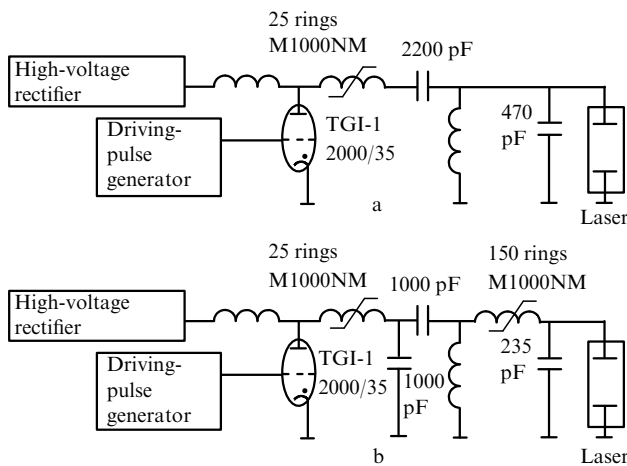 25 rings
M1000NM
2200 pF
High-voltage
rectifier
TGI-1
2000/35
470
pF
Driving-
pulse
generator
a
Laser
25 rings
M1000NM
1000 pF
150 rings
M1000NM
High-voltage
rectifier
TGI-1
2000/35
1000
pF
235
pF
Driving-
pulse
generator
b
Laser